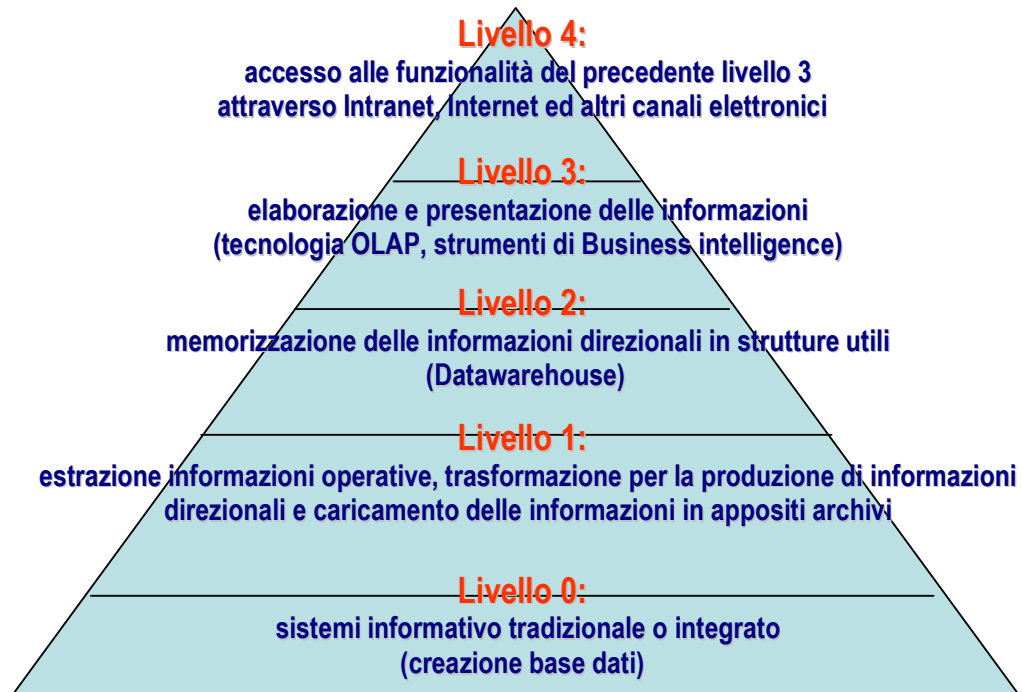 Livello 4:
accesso alle funzionalità del precedente livello 3
attraverso Intranet, Internet ed altri canali elettronici
Livello 3:
elaborazione e presentazione delle informazioni
(tecnologia OLAP, strumenti di Business intelligence)
Livello 2:
memorizzazione delle informazioni direzionali in strutture utili
(Datawarehouse)
Livello 1:
estrazione informazioni operative, trasformazione per la produzione di informazioni
direzionali e caricamento delle informazioni in appositi archivi
Livello 0:
sistemi informativo tradizionale o integrato
(creazione base dati)